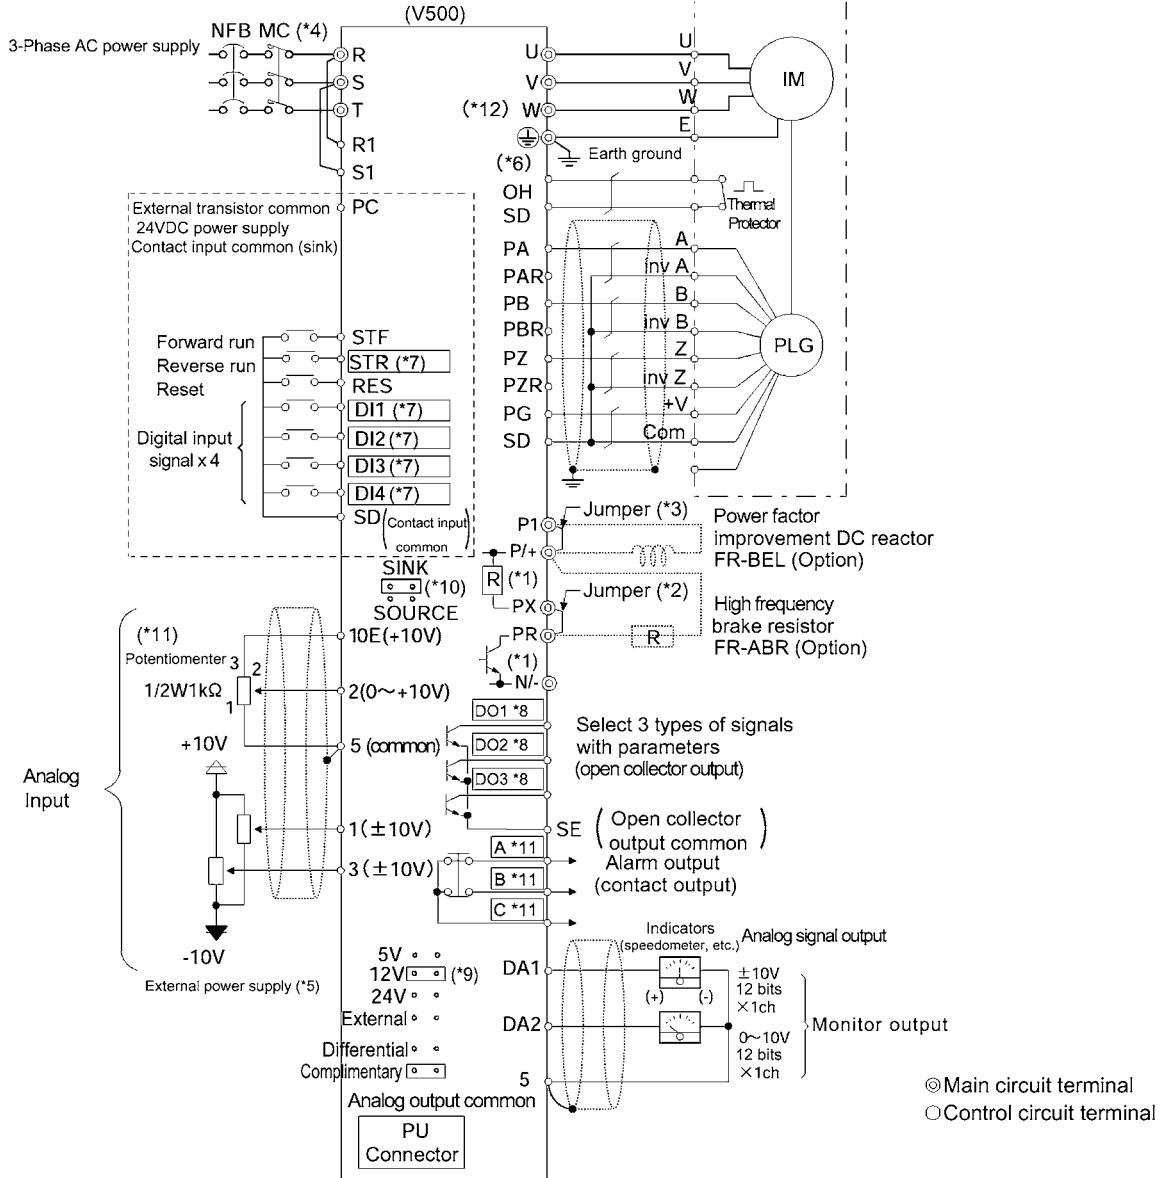 (V500)
3-Phase AC power supply
NFB MC (*4)
R
S
T
R1
S1
PC
External transistor common
24VDC power supply
Contact input common (sink)
Forward run
STF
Reverse run
STR (*7)
Reset
RES
DI1 (*7)
Digital input
signal x 4
DI2 (*7)
DI3 (*7)
DI4 (*7)
SD
(Contact input
common)
SINK
(*10)
SOURCE
Analog
Input
(*11)
Potentiomenter
3
2
1
1/2W1kΩ
10E(+10V)
2(0～+10V)
+10V
5 (common)
1(±10V)
3(±10V)
-10V
External power supply (*5)
5V
12V
(*9)
24V
External
Differential
Complimentary
Analog output common
PU
Connector
U
V
(*12) W
(*6)
U
V
W
E
IM
Earth ground
OH
SD
Thermal
Protector
PA
A
PAR
inv A
PB
B
PBR
inv B
PZ
Z
PZR
inv Z
PG
+V
SD
Com
PLG
P1
Jumper (*3)
P/+
Power factor
improvement DC reactor
FR-BEL (Option)
R (*1)
PX
Jumper (*2)
PR
R
High frequency
brake resistor
FR-ABR (Option)
(*1)
N/-
DO1 *8
DO2 *8
DO3 *8
Select 3 types of signals
with parameters
(open collector output)
SE
(Open collector
output common)
A *11
B *11
C *11
Alarm output
(contact output)
Indicators
(speedometer, etc.)
Analog signal output
DA1
(+) (-)
±10V
12 bits
×1ch
DA2
0～10V
12 bits
×1ch
Monitor output
5
◎Main circuit terminal
○Control circuit terminal